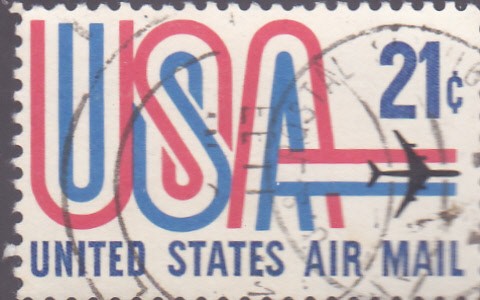 USA 21¢
UNITED STATES AIR MAIL